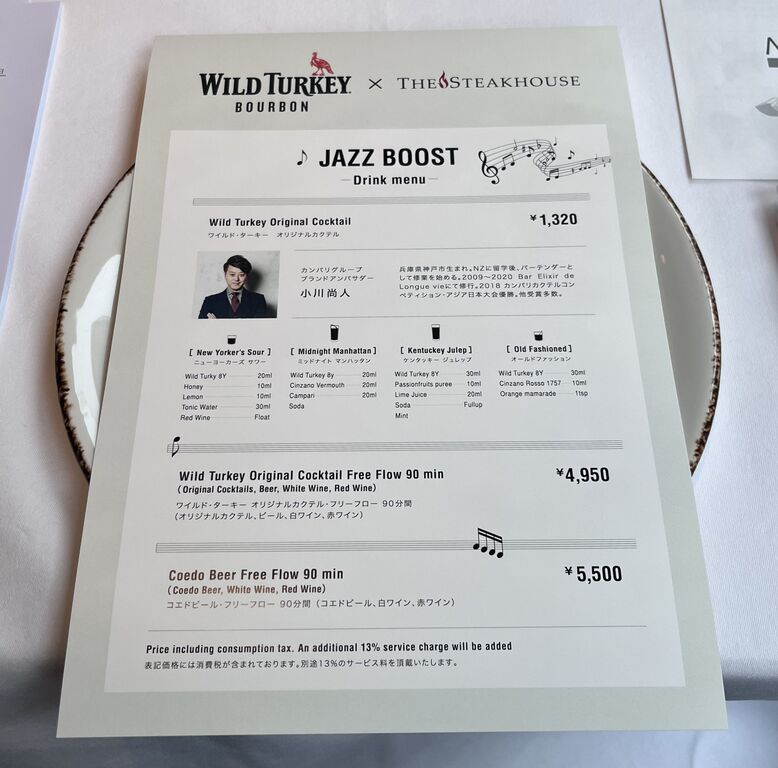 WILD TURKEY
BOURBON
×
THE STEAKHOUSE
JAZZ BOOST
Drink menu
Wild Turkey Original Cocktail ¥1,320
ワイルド・ターキー オリジナルカクテル
カンパリグループ
ブランドアンバサダー
小川尚人
兵庫県神戸市生まれ。NZに留学後、バーテンダーと
して修業を始める。2009〜2020 Bar Elixir de
Longue vieにて修行。2018 カンパリカクテルコン
ペティション・アジア日本大会優勝。他受賞多数。
[ New Yorker's Sour ]
ニューヨーカーズ サワー
Wild Turky 8Y 20ml
Honey 10ml
Lemon 10ml
Tonic Water 30ml
Red Wine Float
[ Midnight Manhattan ]
ミッドナイト マンハッタン
Wild Turkey 8y 20ml
Cinzano Vermouth 20ml
Campari 20ml
Soda
[ Kentuckey Julep ]
ケンタッキー ジュレップ
Wild Turkey 8Y 30ml
Passionfruits puree 10ml
Lime Juice 20ml
Soda Fullup
Mint
[ Old Fashioned ]
オールドファッション
Wild Turkey 8Y 30ml
Cinzano Rosso 1757 10ml
Orange mamarade 1tsp
Wild Turkey Original Cocktail Free Flow 90 min ¥4,950
(Original Cocktails, Beer, White Wine, Red Wine)
ワイルド・ターキー オリジナルカクテル・フリーフロー 90分間
(オリジナルカクテル、ビール、白ワイン、赤ワイン)
Coedo Beer Free Flow 90 min ¥5,500
(Coedo Beer, White Wine, Red Wine)
コエドビール・フリーフロー 90分間 (コエドビール、白ワイン、赤ワイン)
Price including consumption tax. An additional 13% service charge will be added
表記価格には消費税が含まれております。別途13%のサービス料を頂戴いたします。